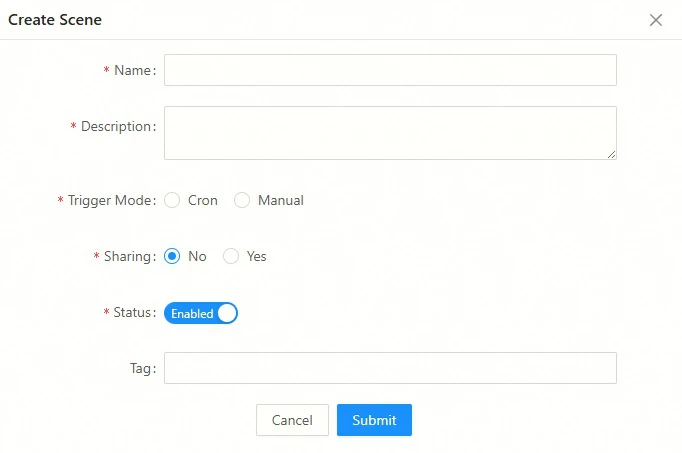 Create Scene
* Name:
* Description:
* Trigger Mode: Cron Manual
* Sharing: No Yes
* Status: Enabled
Tag:
Cancel Submit